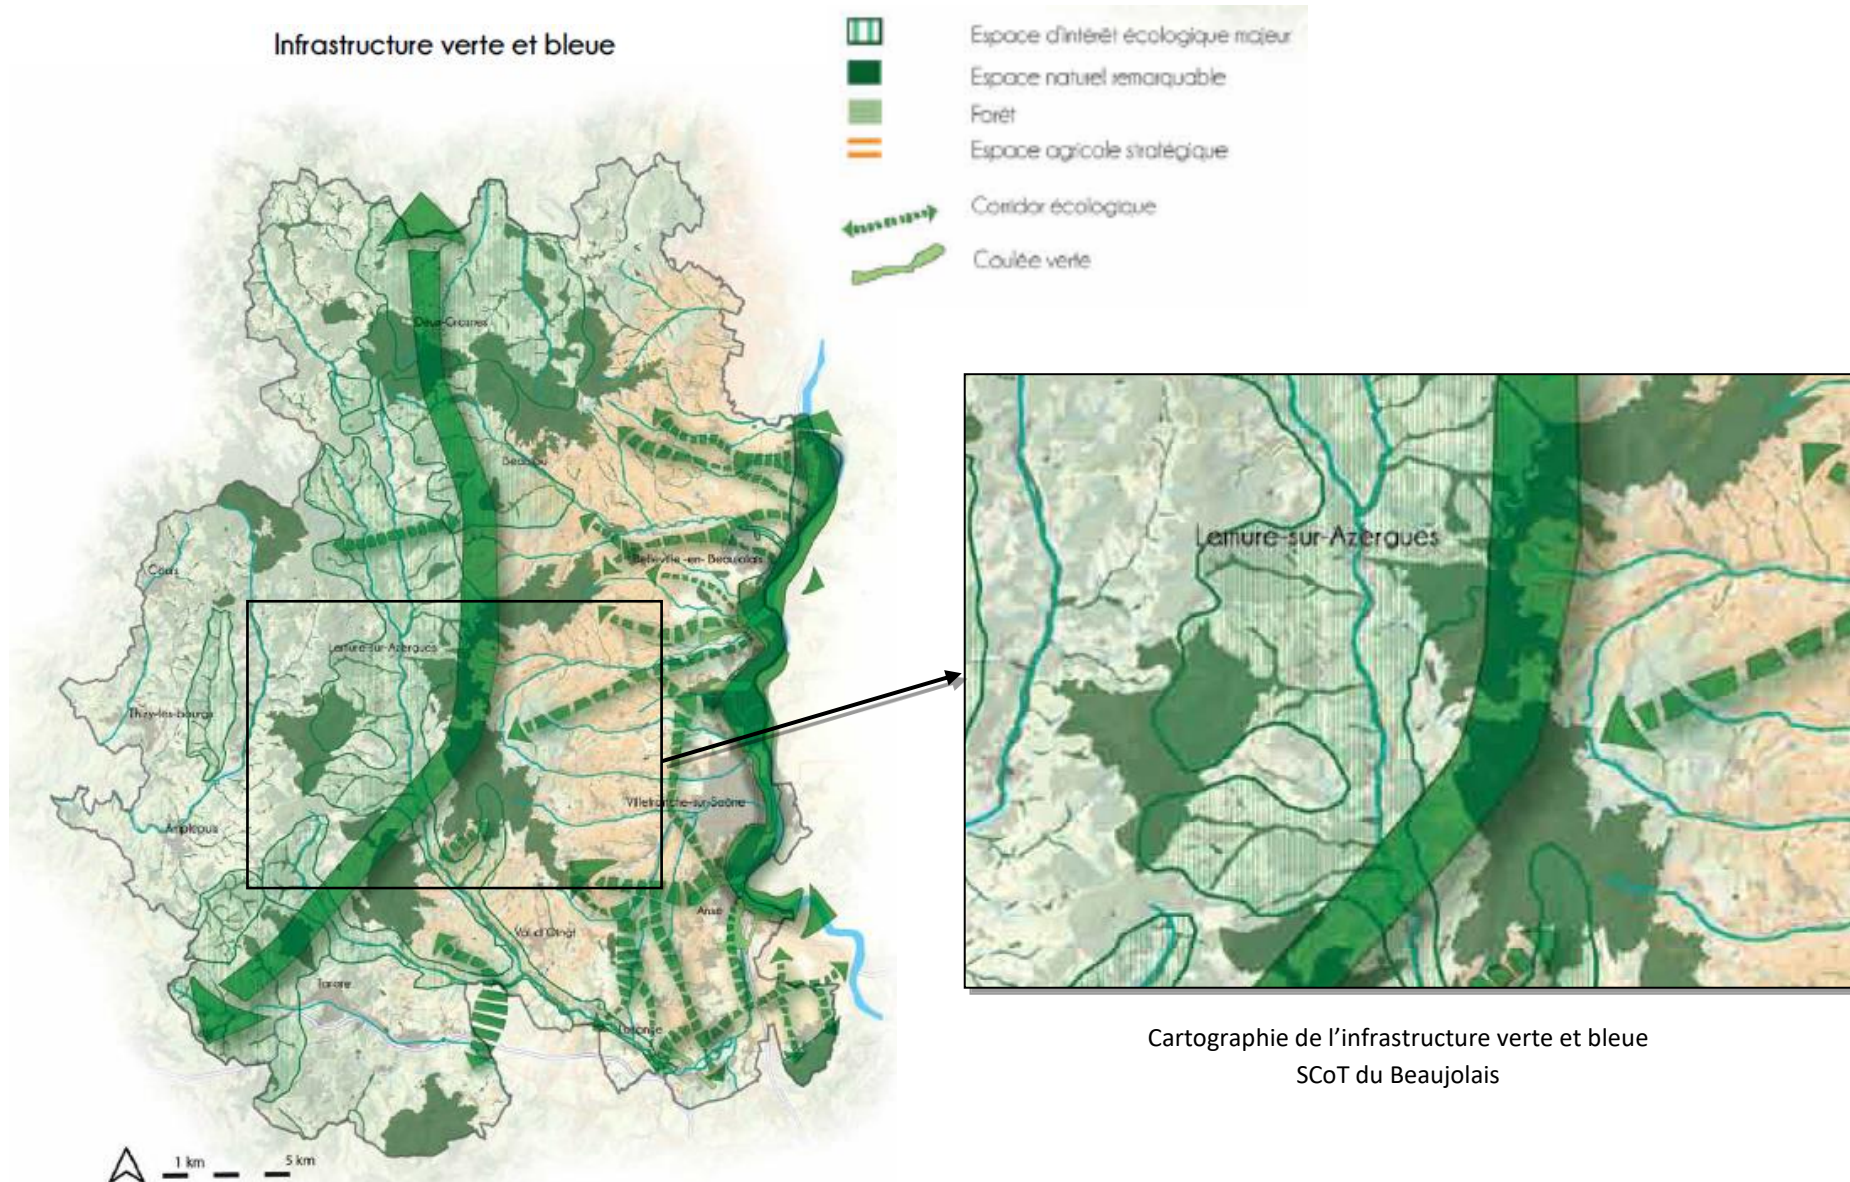 Infrastructure verte et bleue
Espace d'intérêt écologique majeur
Espace naturel remarquable
Forêt
Espace agricole stratégique
Corridor écologique
Coulée verte
Deux-Grosnes
Beaujeu
Belleville -en- Beaujolais
Cours
Lamure-sur-Azergues
Thizy-les-bourgs
Villefranche-sur-Saône
Amplepuis
Anse
Val d'Oingt
Tarare
Lozanne
1 km
5 km
Lamure-sur-Azergues
Cartographie de l'infrastructure verte et bleue
SCoT du Beaujolais